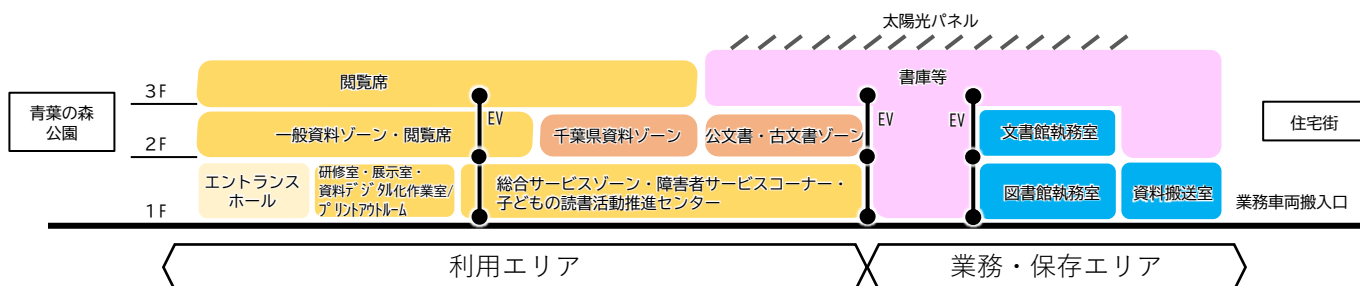 太陽光パネル
3F
閲覧席
書庫等
青葉の森
公園
EV
EV
EV
住宅街
2F
一般資料ゾーン・閲覧席
千葉県資料ゾーン
公文書・古文書ゾーン
文書館執務室
1F
エントランス
ホール
研修室・展示室・
資料デジタル化作業室/
プリントアウトルーム
総合サービスゾーン・障害者サービスコーナー・
子どもの読書活動推進センター
図書館執務室
資料搬送室
業務車両搬入口
利用エリア
業務・保存エリア